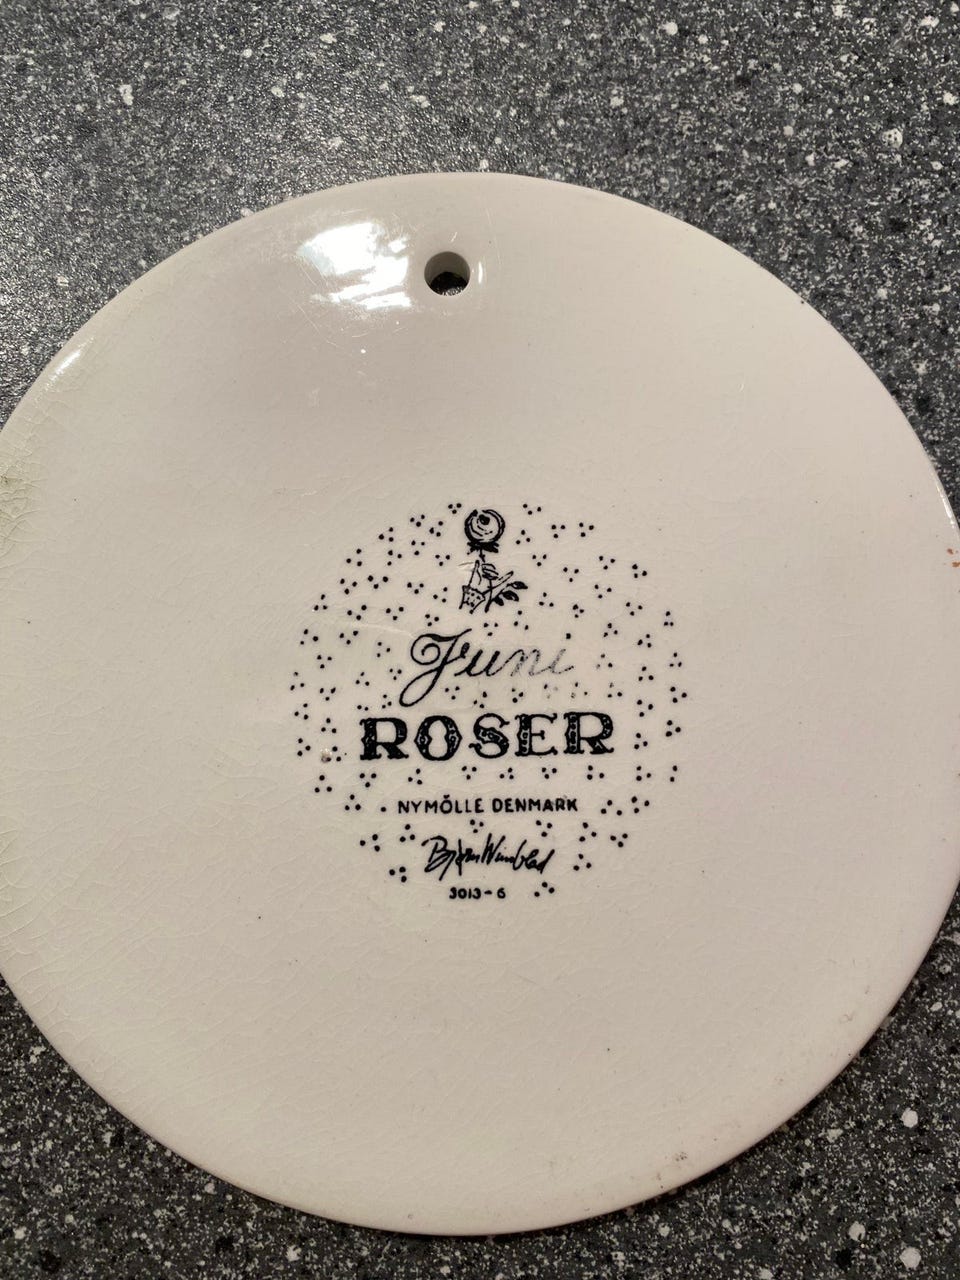 Juni
ROSER
NYMÖLLE DENMARK
Bjørn Wiinblad
3013-6